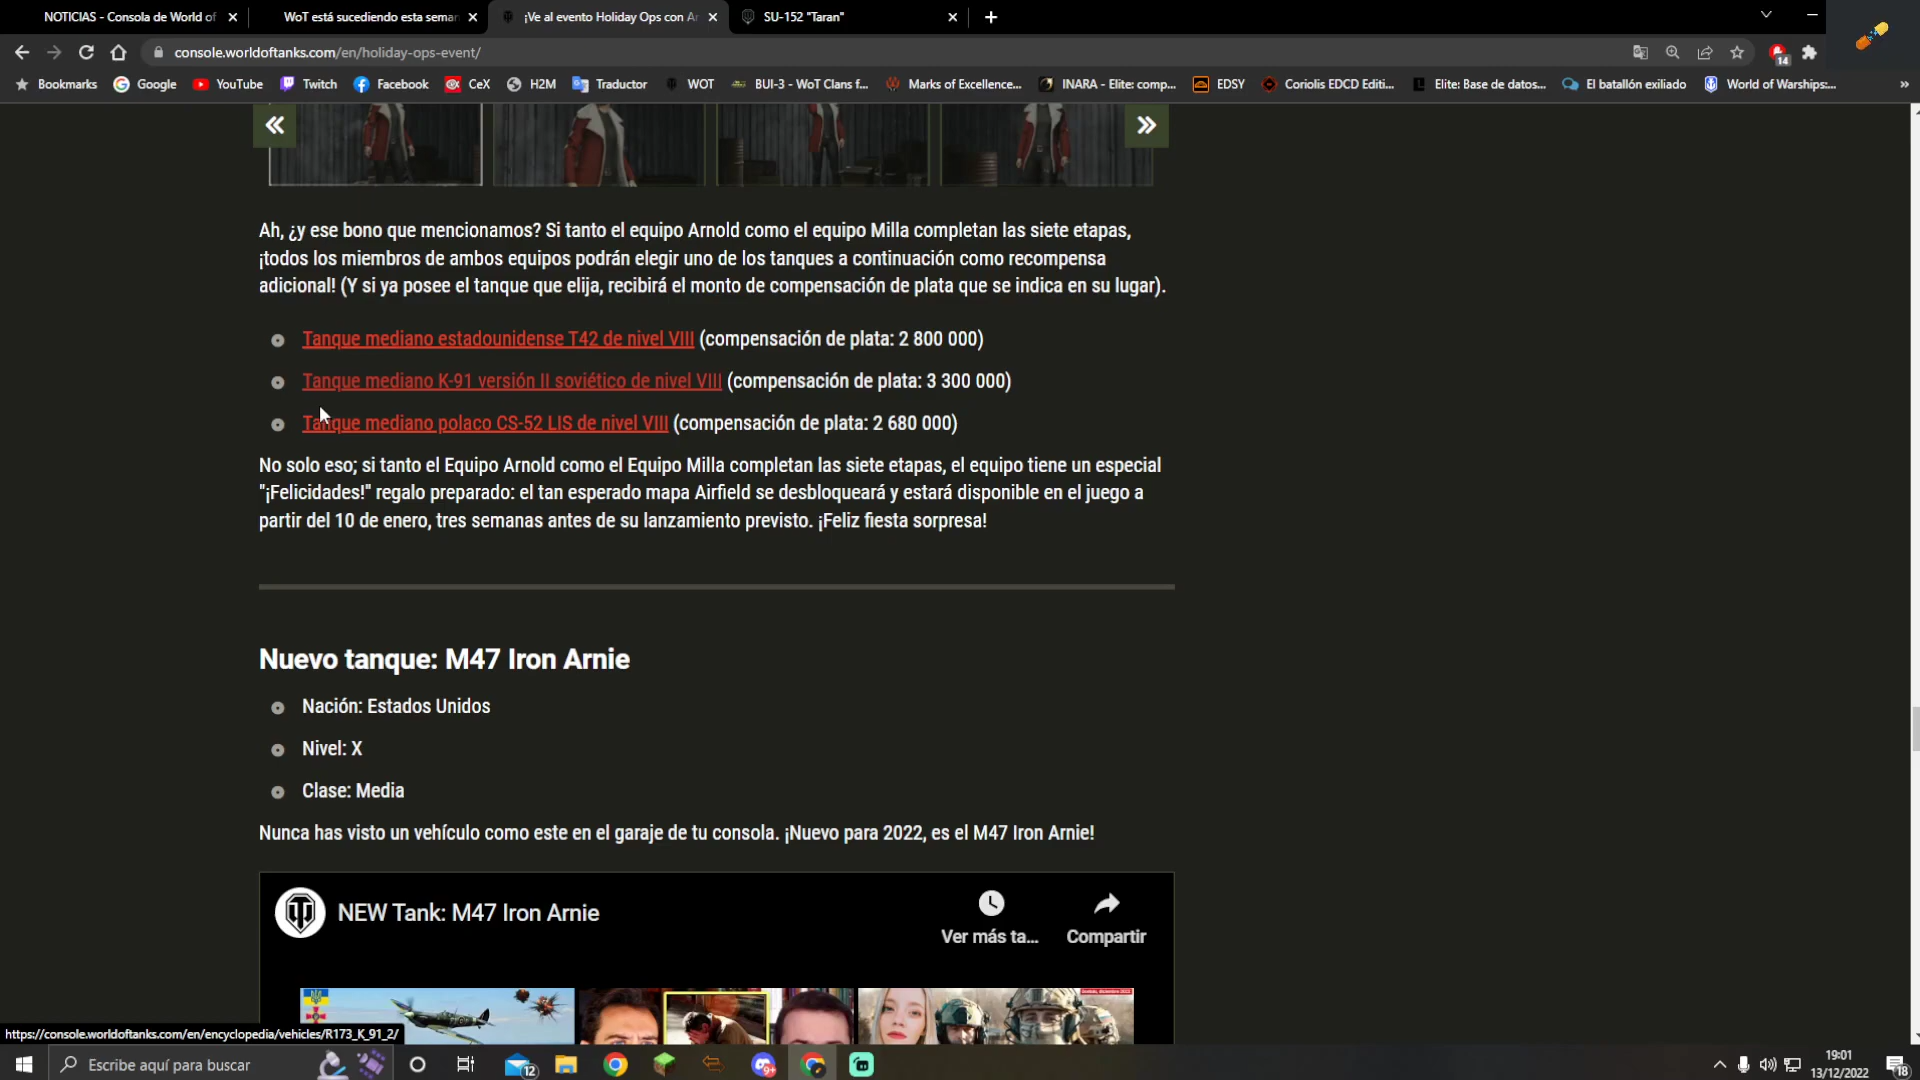 NOTICIAS - Consola de World of
WoT está sucediendo esta semar
¡Ve al evento Holiday Ops con Ar
SU-152 "Taran"
console.worldoftanks.com/en/holiday-ops-event/
14
Bookmarks
Google
YouTube
Twitch
Facebook
CeX
H2M
Traductor
WOT
BUI-3 - WoT Clans f...
Marks of Excellence...
INARA - Elite: comp...
EDSY
Coriolis EDCD Editi...
Elite: Base de datos...
El batallón exiliado
World of Warships:...
»
Ah, ¿y ese bono que mencionamos? Si tanto el equipo Arnold como el equipo Milla completan las siete etapas,
¡todos los miembros de ambos equipos podrán elegir uno de los tanques a continuación como recompensa
adicional! (Y si ya posee el tanque que elija, recibirá el monto de compensación de plata que se indica en su lugar).
Tanque mediano estadounidense T42 de nivel VIII (compensación de plata: 2 800 000)
Tanque mediano K-91 versión II soviético de nivel VIII (compensación de plata: 3 300 000)
Tanque mediano polaco CS-52 LIS de nivel VIII (compensación de plata: 2 680 000)
No solo eso; si tanto el Equipo Arnold como el Equipo Milla completan las siete etapas, el equipo tiene un especial
"¡Felicidades!" regalo preparado: el tan esperado mapa Airfield se desbloqueará y estará disponible en el juego a
partir del 10 de enero, tres semanas antes de su lanzamiento previsto. ¡Feliz fiesta sorpresa!
Nuevo tanque: M47 Iron Arnie
Nación: Estados Unidos
Nivel: X
Clase: Media
Nunca has visto un vehículo como este en el garaje de tu consola. ¡Nuevo para 2022, es el M47 Iron Arnie!
NEW Tank: M47 Iron Arnie
Ver más ta...
Compartir
https://console.worldoftanks.com/en/encyclopedia/vehicles/R173_K_91_2/
Escribe aquí para buscar
12
9+
19:01
13/12/2022
18